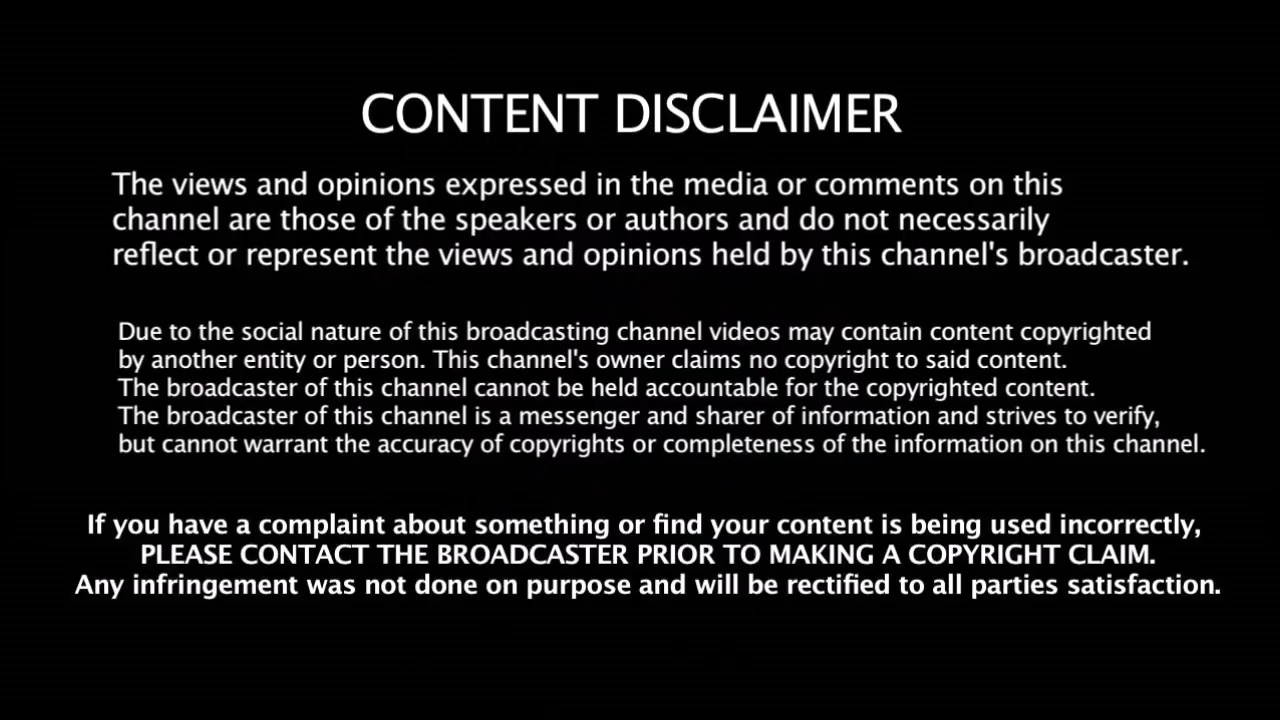 CONTENT DISCLAIMER
The views and opinions expressed in the media or comments on this
channel are those of the speakers or authors and do not necessarily
reflect or represent the views and opinions held by this channel's broadcaster.
Due to the social nature of this broadcasting channel videos may contain content copyrighted
by another entity or person. This channel's owner claims no copyright to said content.
The broadcaster of this channel cannot be held accountable for the copyrighted content.
The broadcaster of this channel is a messenger and sharer of information and strives to verify,
but cannot warrant the accuracy of copyrights or completeness of the information on this channel.
If you have a complaint about something or find your content is being used incorrectly,
PLEASE CONTACT THE BROADCASTER PRIOR TO MAKING A COPYRIGHT CLAIM.
Any infringement was not done on purpose and will be rectified to all parties satisfaction.